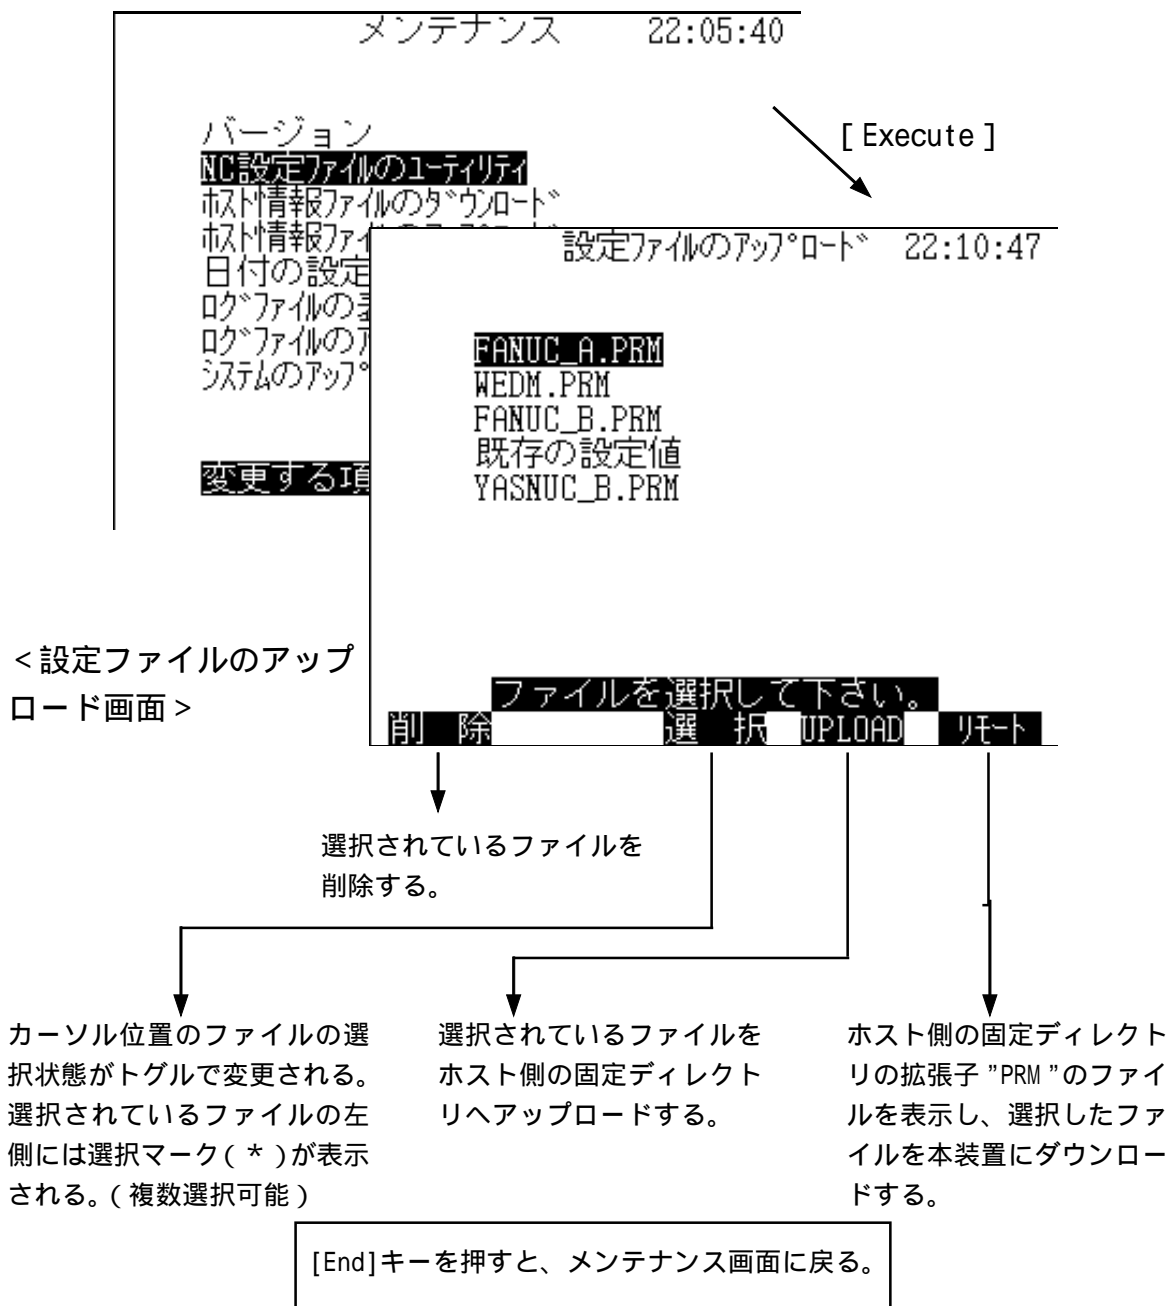 メンテナンス 22:05:40
バージョン
NC設定ファイルのユーティリティ
ホスト情報ファイルのダウンロード
ホスト情報ファイ
日付の設定
ログファイルの
ログファイルのア
システムのアップ
変更する項
[Execute]
設定ファイルのアップロード 22:10:47
FANUC_A.PRM
WEDM.PRM
FANUC_B.PRM
既存の設定値
YASNUC_B.PRM
ファイルを選択して下さい。
削 除 選 択 UPLOAD リモート
<設定ファイルのアップ
ロード画面>
選択されているファイルを
削除する。
カーソル位置のファイルの選
択状態がトグルで変更される。
選択されているファイルの左
側には選択マーク(*)が表示
される。(複数選択可能)
選択されているファイルを
ホスト側の固定ディレクト
リへアップロードする。
ホスト側の固定ディレクト
リの拡張子”PRM”のファイ
ルを表示し、選択したファ
イルを本装置にダウンロー
ドする。
[End]キーを押すと、メンテナンス画面に戻る。